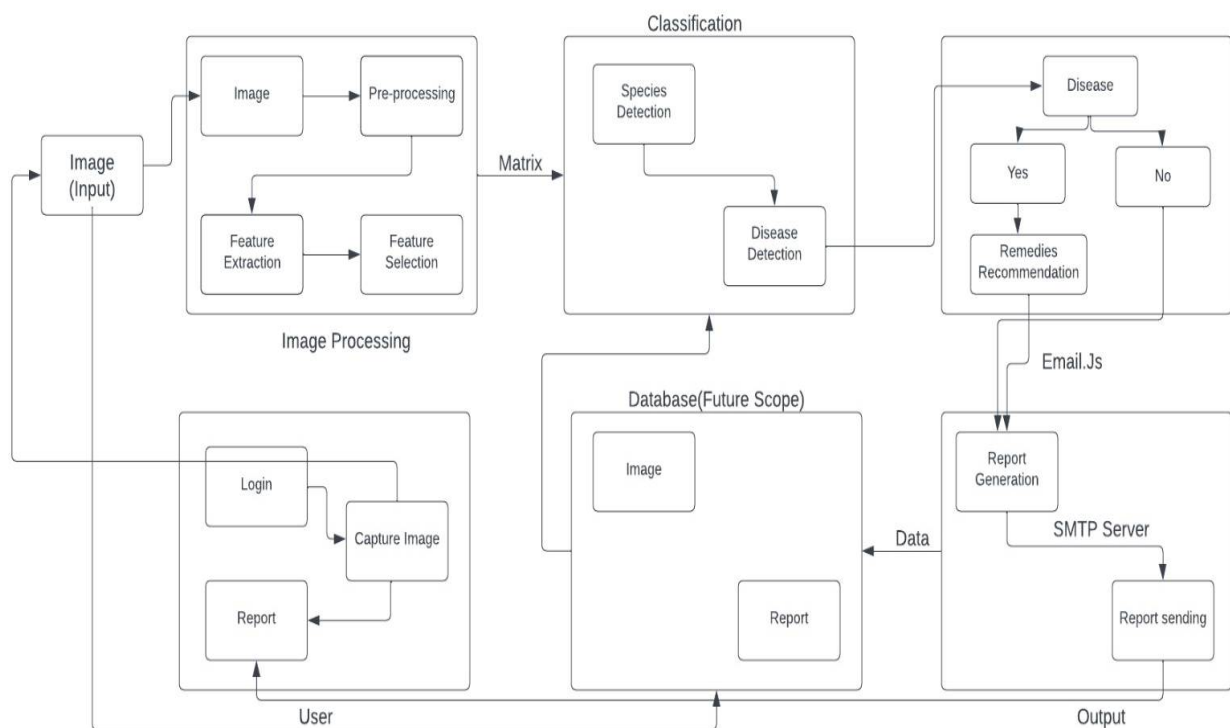 Classification
Image
Pre-processing
Species
Detection
Disease
Image
(Input)
Matrix
Yes
No
Feature
Extraction
Feature
Selection
Disease
Detection
Remedies
Recommendation
Image Processing
Email.Js
Database(Future Scope)
Login
Image
Report
Generation
Capture Image
SMTP Server
Data
Report
Report
Report sending
User
Output